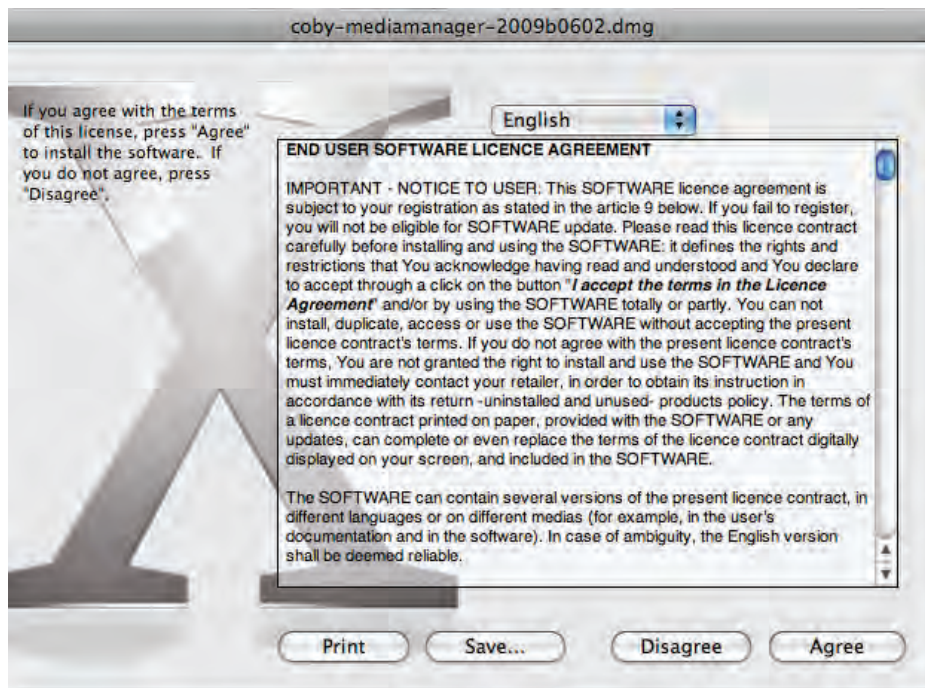 coby-mediamanager-2009b0602.dmg
If you agree with the terms
of this license, press "Agree"
to install the software.  If
you do not agree, press
"Disagree".
English
END USER SOFTWARE LICENCE AGREEMENT
IMPORTANT - NOTICE TO USER: This SOFTWARE licence agreement is
subject to your registration as stated in the article 9 below. If you fail to register,
you will not be eligible for SOFTWARE update. Please read this licence contract
carefully before installing and using the SOFTWARE: it defines the rights and
restrictions that You acknowledge having read and understood and You declare
to accept through a click on the button "I accept the terms in the Licence
Agreement" and/or by using the SOFTWARE totally or partly. You can not
install, duplicate, access or use the SOFTWARE without accepting the present
licence contract's terms. If you do not agree with the present licence contract's
terms, You are not granted the right to install and use the SOFTWARE and You
must immediately contact your retailer, in order to obtain its instruction in
accordance with its return -uninstalled and unused- products policy. The terms of
a licence contract printed on paper, provided with the SOFTWARE or any
updates, can complete or even replace the terms of the licence contract digitally
displayed on your screen, and included in the SOFTWARE.
The SOFTWARE can contain several versions of the present licence contract, in
different languages or on different medias (for example, in the user's
documentation and in the software). In case of ambiguity, the English version
shall be deemed reliable.
Print
Save...
Disagree
Agree